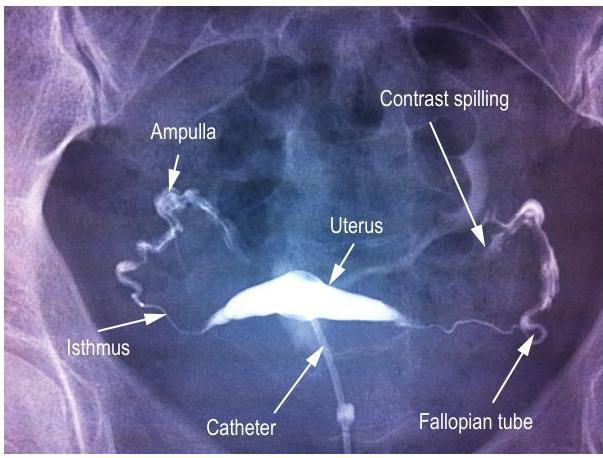 Contrast spilling
Ampulla
Uterus
Isthmus
Catheter
Fallopian tube